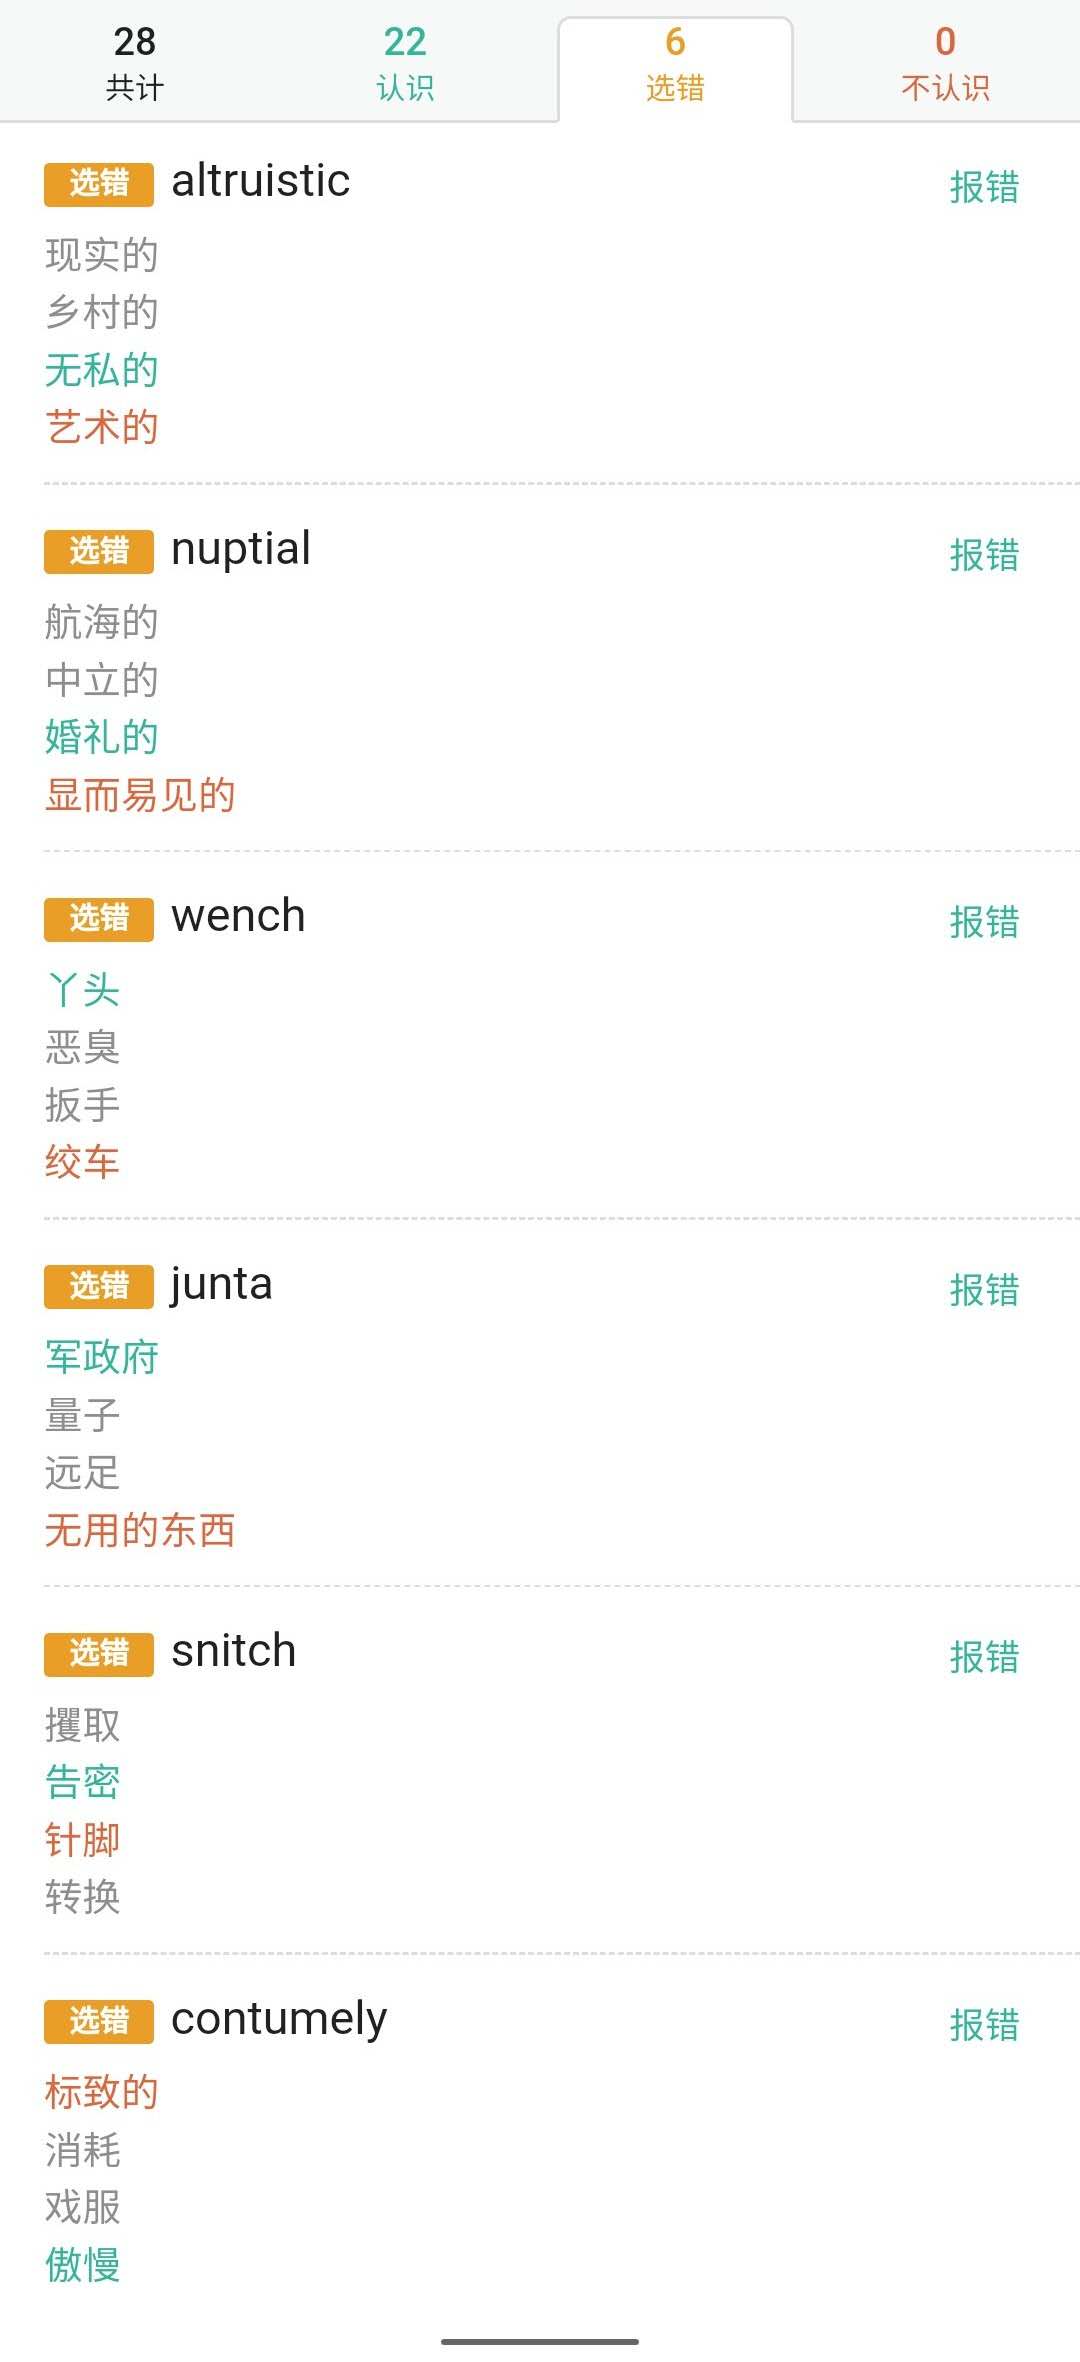 28 22 6 0
共计 认识 选错 不认识
选错 altruistic 报错
现实的
乡村的
无私的
艺术的
选错 nuptial 报错
航海的
中立的
婚礼的
显而易见的
选错 wench 报错
丫头
恶臭
扳手
绞车
选错 junta 报错
军政府
量子
远足
无用的东西
选错 snitch 报错
攫取
告密
针脚
转换
选错 contumely 报错
标致的
消耗
戏服
傲慢